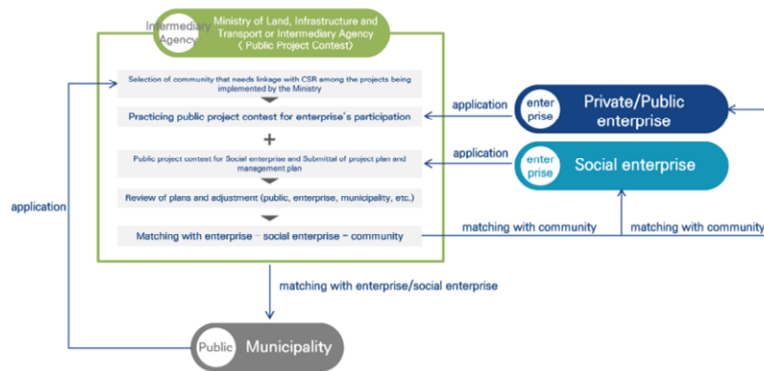 Intermediary
Agency
Ministry of Land, Infrastructure and
Transport or Intermediary Agency
( Public Project Contest)
Selection of community that needs linkage with CSR among the projects being
implemented by the Ministry
Practicing public project contest for enterprise's participation
+
Public project contest for Social enterprise and Submittal of project plan and
management plan
Review of plans and adjustment (public, enterprise, municipality, etc.)
Matching with enterprise - social enterprise - community
application
application
application
enter
prise
Private/Public
enterprise
enter
prise
Social enterprise
matching with community
matching with community
matching with enterprise/social enterprise
Public
Municipality